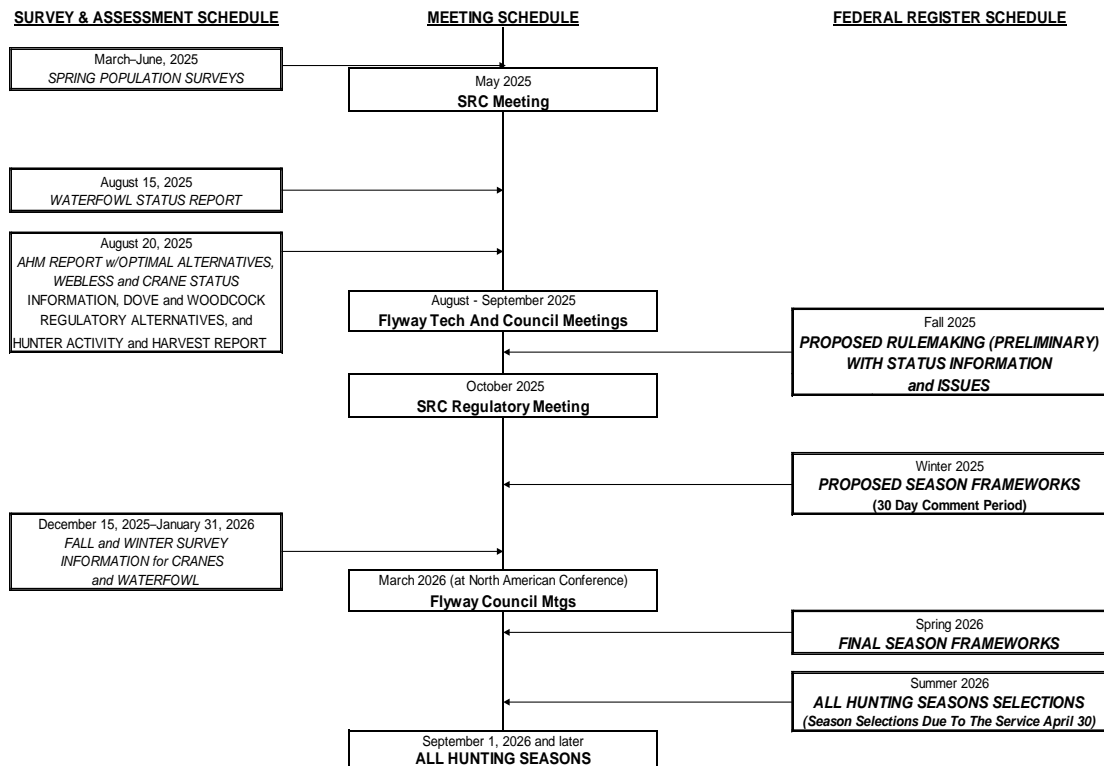 SURVEY & ASSESSMENT SCHEDULE
MEETING SCHEDULE
FEDERAL REGISTER SCHEDULE
March–June, 2025
SPRING POPULATION SURVEYS
May 2025
SRC Meeting
August 15, 2025
WATERFOWL STATUS REPORT
August 20, 2025
AHM REPORT w/OPTIMAL ALTERNATIVES,
WEBLESS and CRANE STATUS
INFORMATION, DOVE and WOODCOCK
REGULATORY ALTERNATIVES, and
HUNTER ACTIVITY and HARVEST REPORT
August - September 2025
Flyway Tech And Council Meetings
Fall 2025
PROPOSED RULEMAKING (PRELIMINARY)
WITH STATUS INFORMATION
and ISSUES
October 2025
SRC Regulatory Meeting
Winter 2025
PROPOSED SEASON FRAMEWORKS
(30 Day Comment Period)
December 15, 2025–January 31, 2026
FALL and WINTER SURVEY
INFORMATION for CRANES
and WATERFOWL
March 2026 (at North American Conference)
Flyway Council Mtgs
Spring 2026
FINAL SEASON FRAMEWORKS
Summer 2026
ALL HUNTING SEASONS SELECTIONS
(Season Selections Due To The Service April 30)
September 1, 2026 and later
ALL HUNTING SEASONS